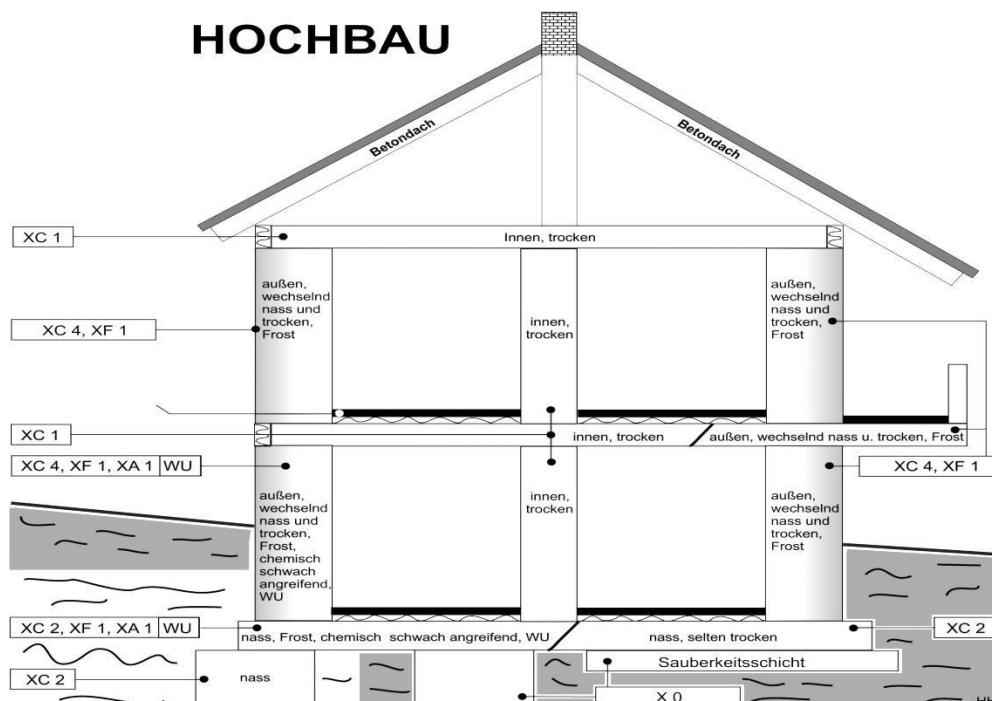 HOCHBAU
Betondach
Betondach
XC 1
Innen, trocken
außen,
wechselnd
nass und
trocken,
Frost
XC 4, XF 1
innen,
trocken
außen,
wechselnd
nass und
trocken,
Frost
XC 1
innen, trocken
außen, wechselnd nass u. trocken, Frost
XC 4, XF 1, XA 1 WU
XC 4, XF 1
außen,
wechselnd
nass und
trocken,
Frost,
chemisch
schwach
angreifend,
WU
innen,
trocken
außen,
wechselnd
nass und
trocken,
Frost
XC 2, XF 1, XA 1 WU
nass, Frost, chemisch schwach angreifend, WU
nass, selten trocken
XC 2
Sauberkeitsschicht
XC 2
nass
X 0